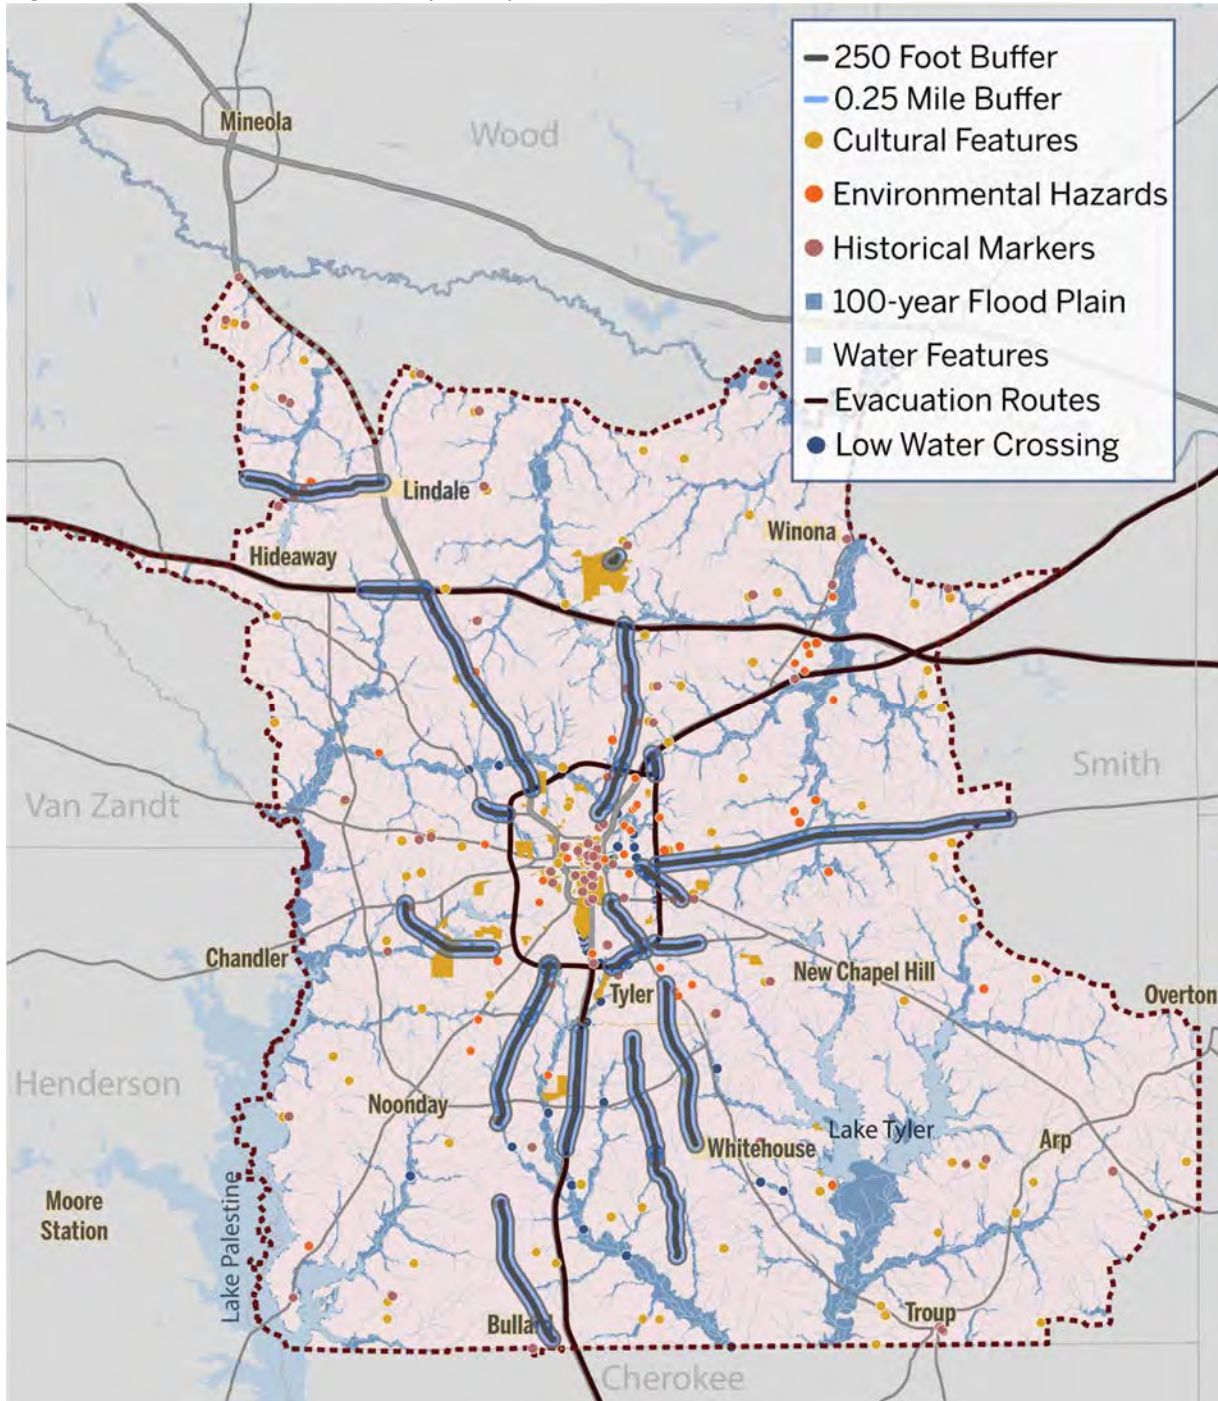 250 Foot Buffer
0.25 Mile Buffer
Cultural Features
Environmental Hazards
Historical Markers
100-year Flood Plain
Water Features
Evacuation Routes
Low Water Crossing
Mineola
Wood
Lindale
Winona
Hideaway
Smith
Van Zandt
Chandler
New Chapel Hill
Tyler
Overton
Henderson
Noonday
Lake Tyler
Arp
Whitehouse
Moore
Station
Lake Palestine
Troup
Bullard
Cherokee